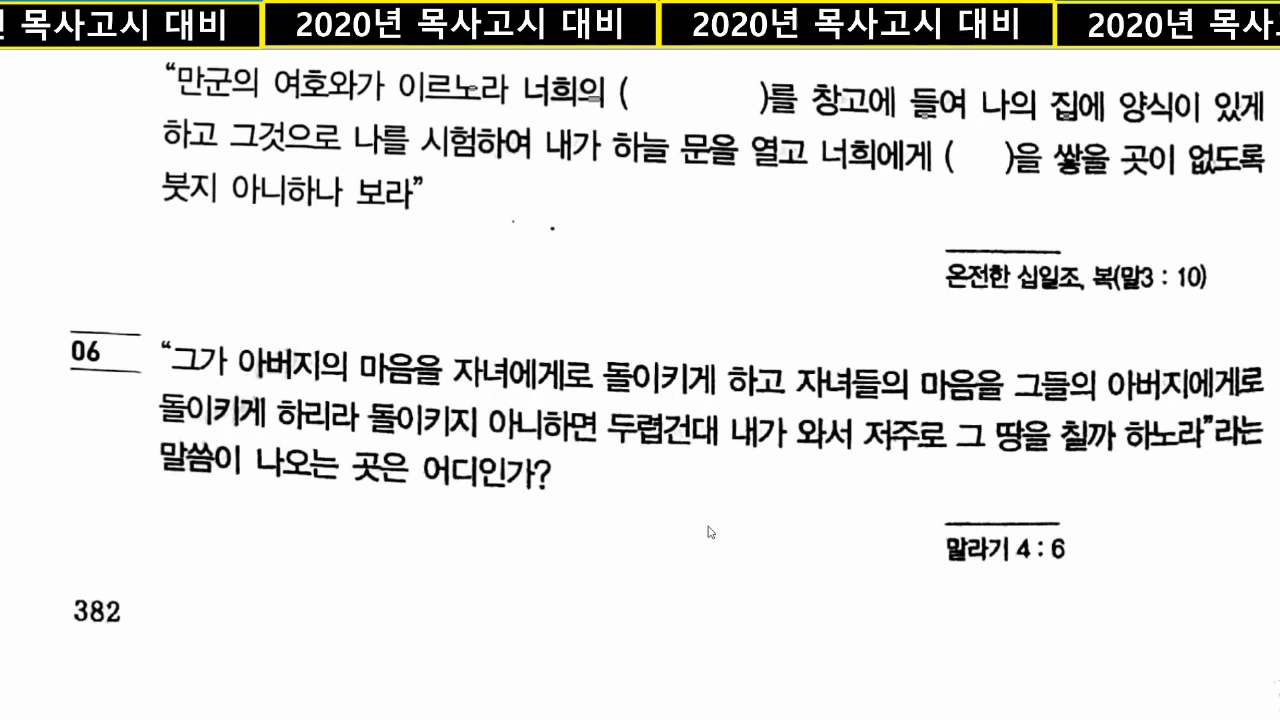 년 목사고시 대비 2020년 목사고시 대비 2020년 목사고시 대비 2020년 목사고
“만군의 여호와가 이르노라 너희의 ( )를 창고에 들여 나의 집에 양식이 있게
하고 그것으로 나를 시험하여 내가 하늘 문을 열고 너희에게 ( )을 쌓을 곳이 없도록
붓지 아니하나 보라”
온전한 십일조, 복(말3 : 10)
06 “그가 아버지의 마음을 자녀에게로 돌이키게 하고 자녀들의 마음을 그들의 아버지에게로
돌이키게 하리라 돌이키지 아니하면 두렵건대 내가 와서 저주로 그 땅을 칠까 하노라”라는
말씀이 나오는 곳은 어디인가?
말라기 4 : 6
382